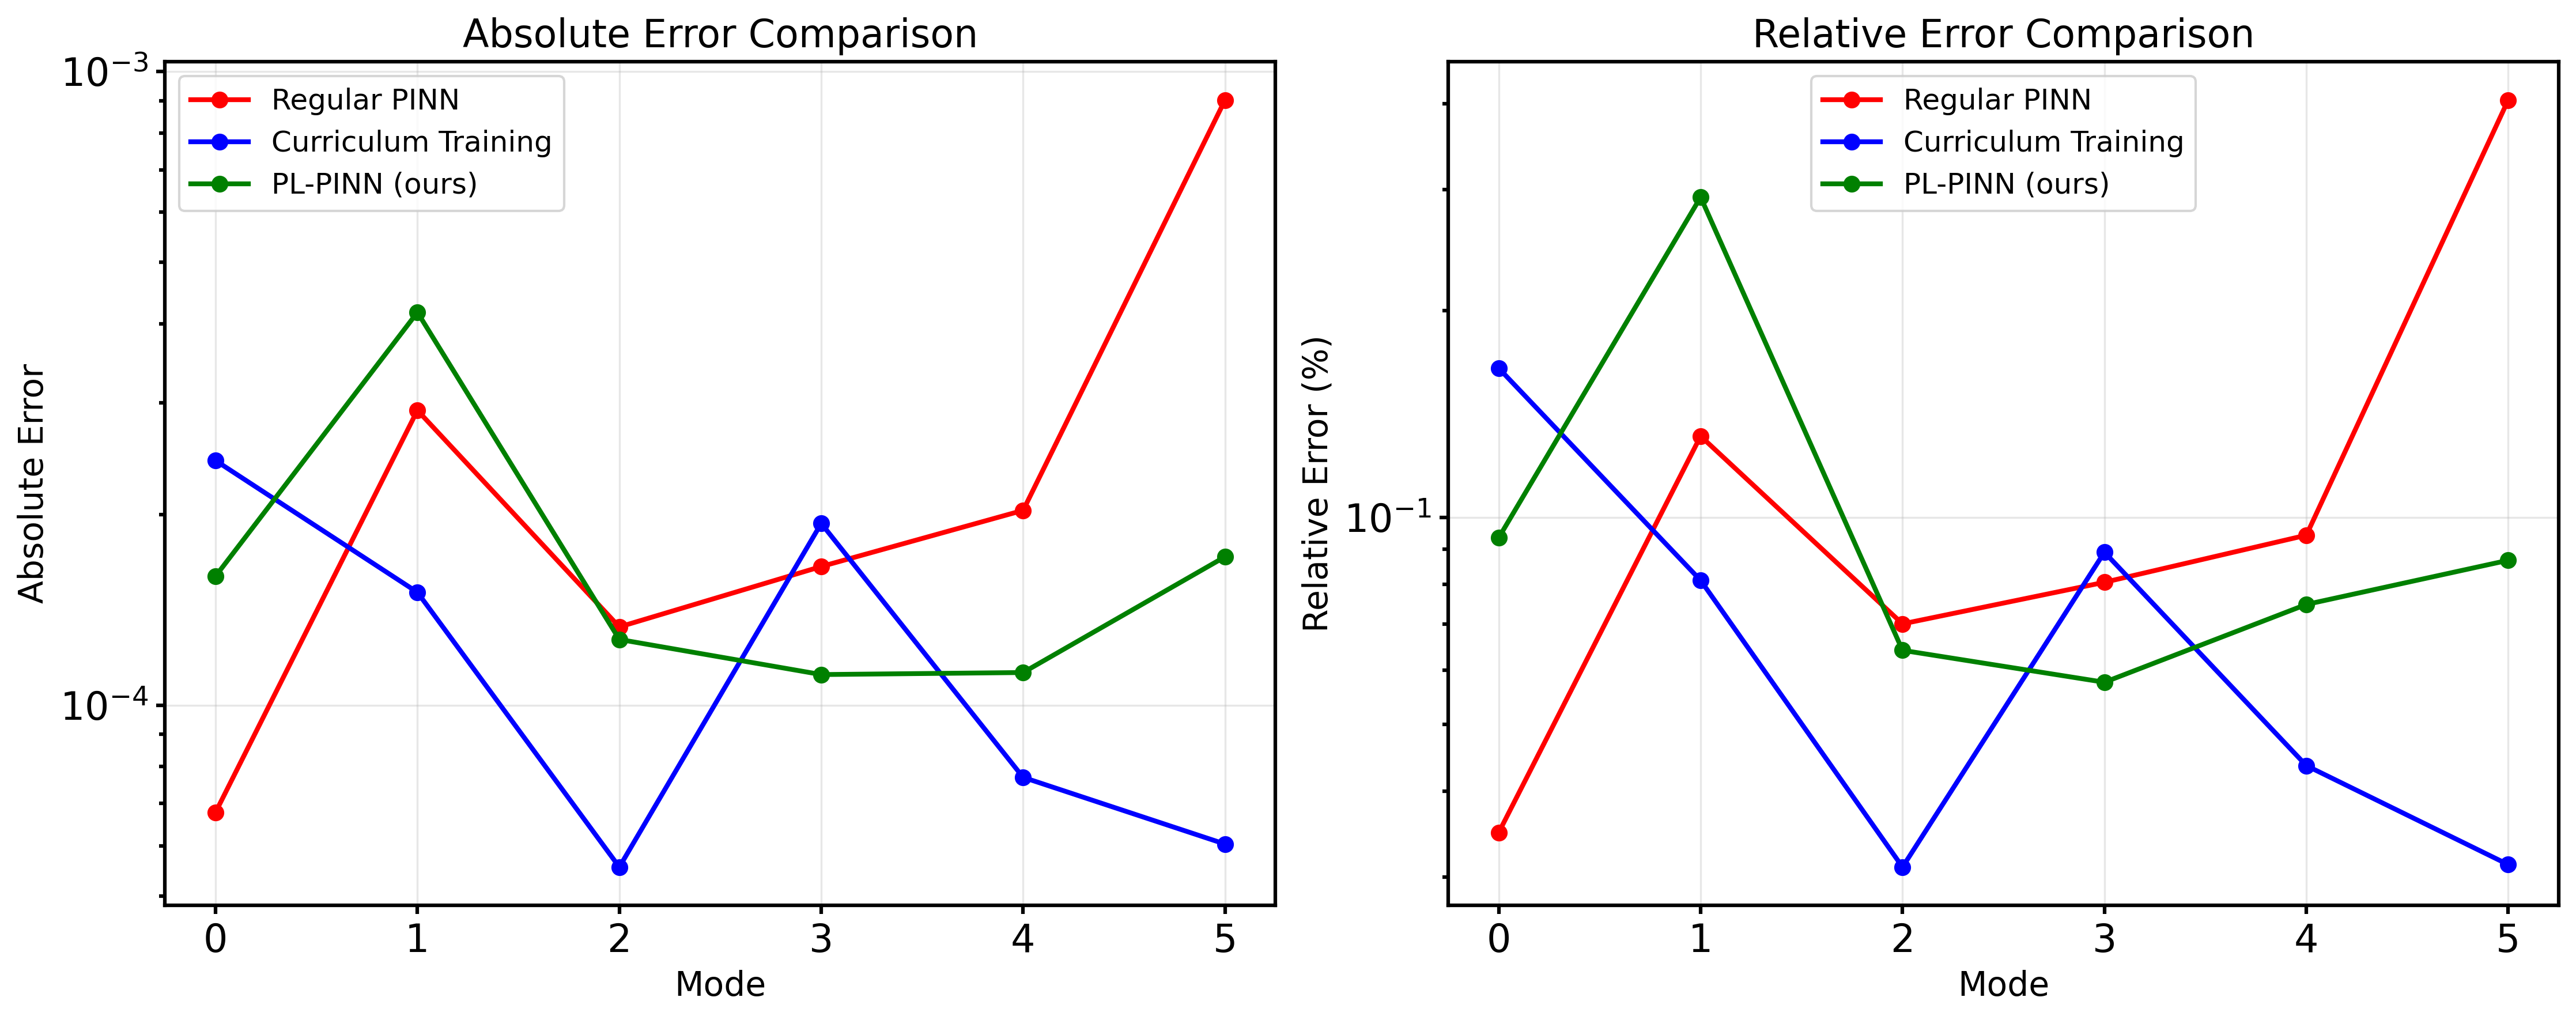 Absolute Error Comparison
10⁻³
10⁻⁴
Absolute Error
Regular PINN
Curriculum Training
PL-PINN (ours)
0 1 2 3 4 5
Mode
Relative Error Comparison
10⁻¹
Relative Error (%)
Regular PINN
Curriculum Training
PL-PINN (ours)
0 1 2 3 4 5
Mode